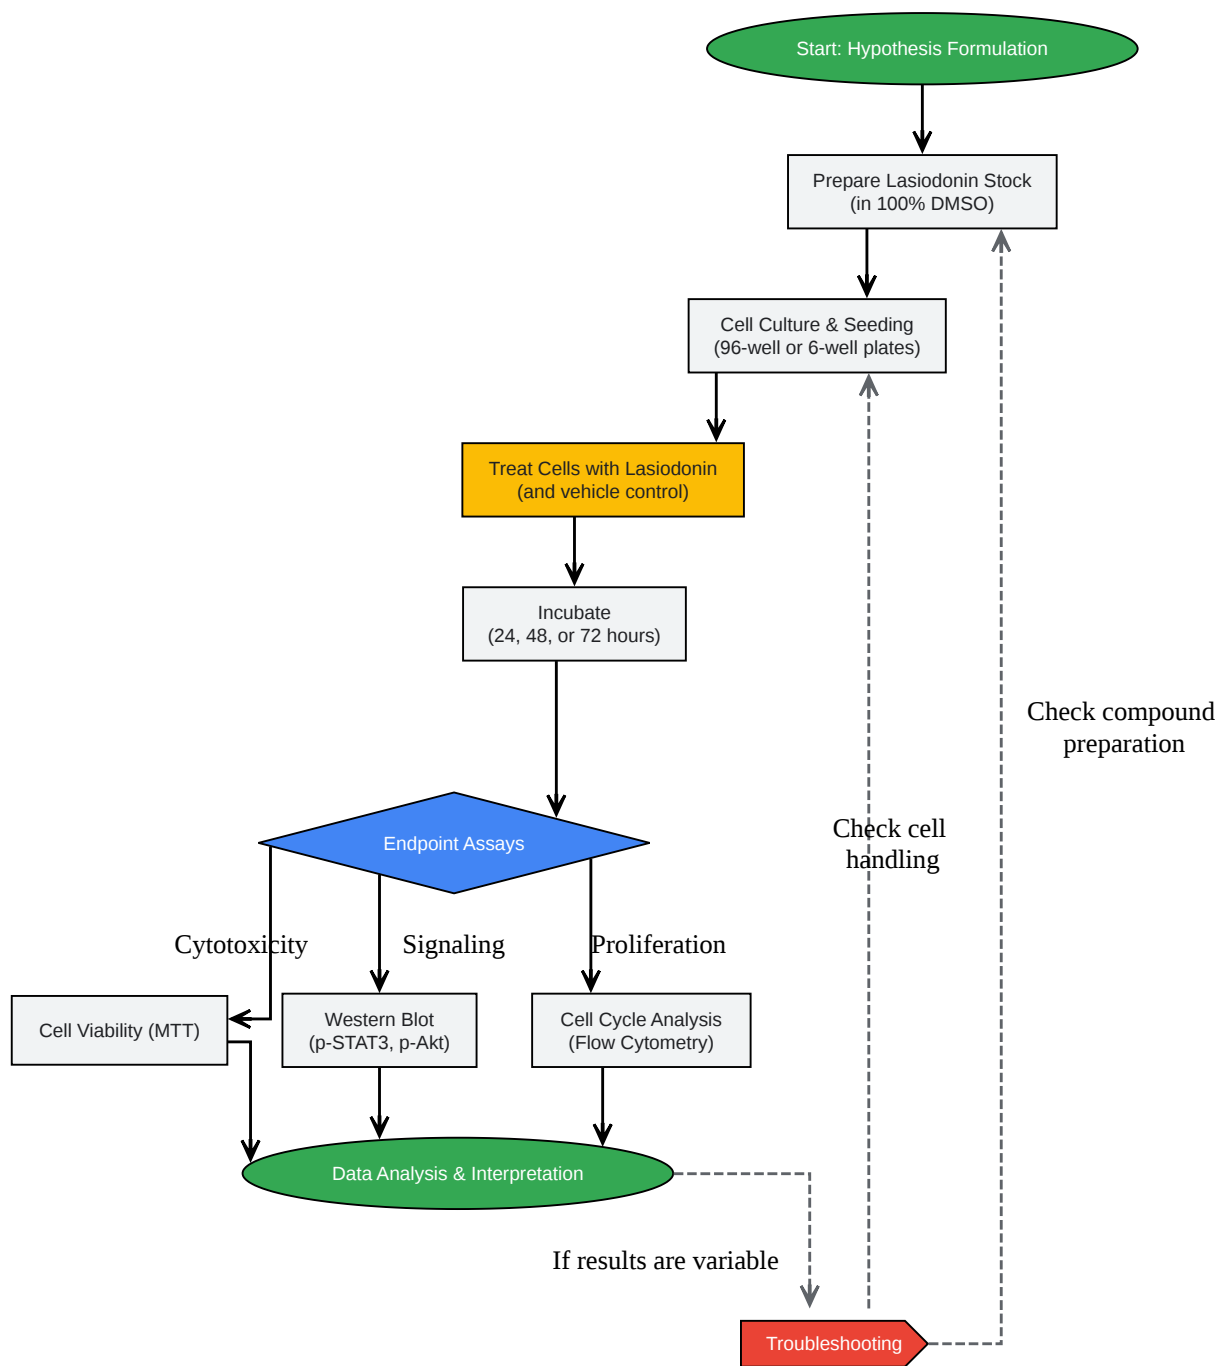 Start: Hypothesis Formulation
Prepare Lasiodonin Stock
(in 100% DMSO)
Cell Culture & Seeding
(96-well or 6-well plates)
Treat Cells with Lasiodonin
(and vehicle control)
Incubate
(24, 48, or 72 hours)
Check compound
preparation
Check cell
handling
Endpoint Assays
Cytotoxicity
Signaling
Proliferation
Cell Viability (MTT)
Western Blot
(p-STAT3, p-Akt)
Cell Cycle Analysis
(Flow Cytometry)
Data Analysis & Interpretation
If results are variable
Troubleshooting